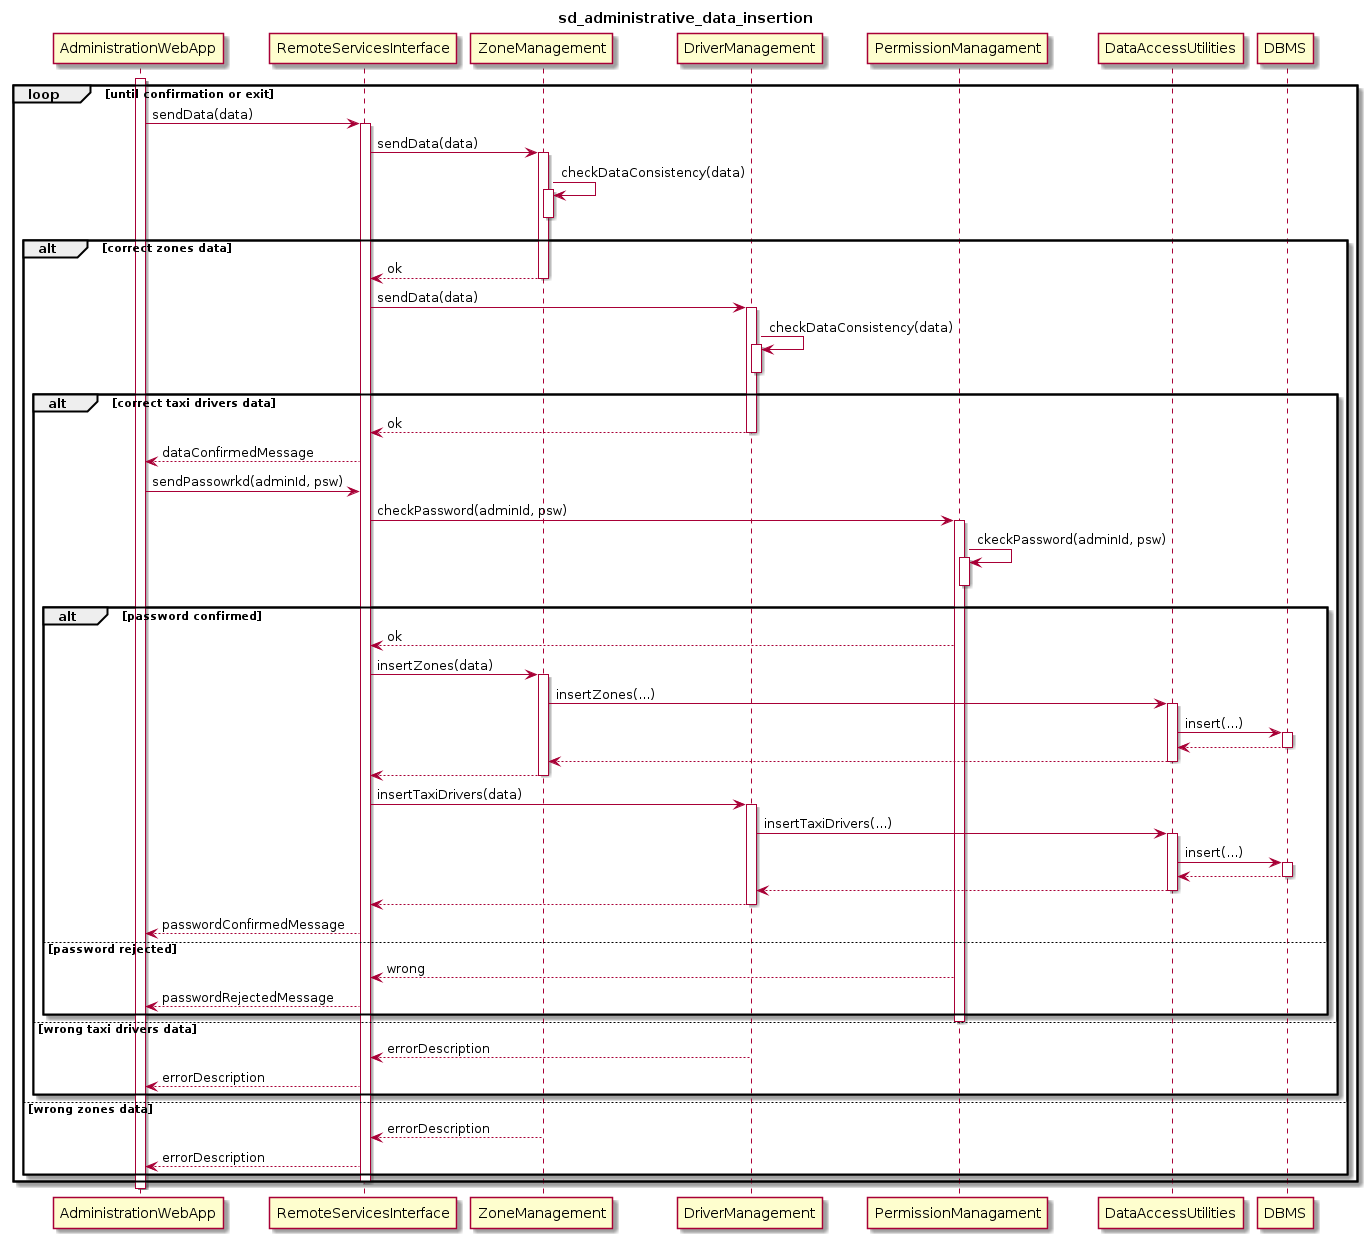 sd_administrative_data_insertion
AdministrationWebApp RemoteServicesInterface ZoneManagement DriverManagement PermissionManagament DataAccessUtilities DBMS
loop [until confirmation or exit]
sendData(data)
sendData(data)
checkDataConsistency(data)
alt [correct zones data]
ok
sendData(data)
checkDataConsistency(data)
alt [correct taxi drivers data]
ok
dataConfirmedMessage
sendPassowrkd(adminId, psw)
checkPassword(adminId, psw)
ckeckPassword(adminId, psw)
alt [password confirmed]
ok
insertZones(data)
insertZones(...)
insert(...)
insertTaxiDrivers(data)
insertTaxiDrivers(...)
insert(...)
passwordConfirmedMessage
[password rejected]
wrong
passwordRejectedMessage
[wrong taxi drivers data]
errorDescription
errorDescription
[wrong zones data]
errorDescription
errorDescription
AdministrationWebApp RemoteServicesInterface ZoneManagement DriverManagement PermissionManagament DataAccessUtilities DBMS